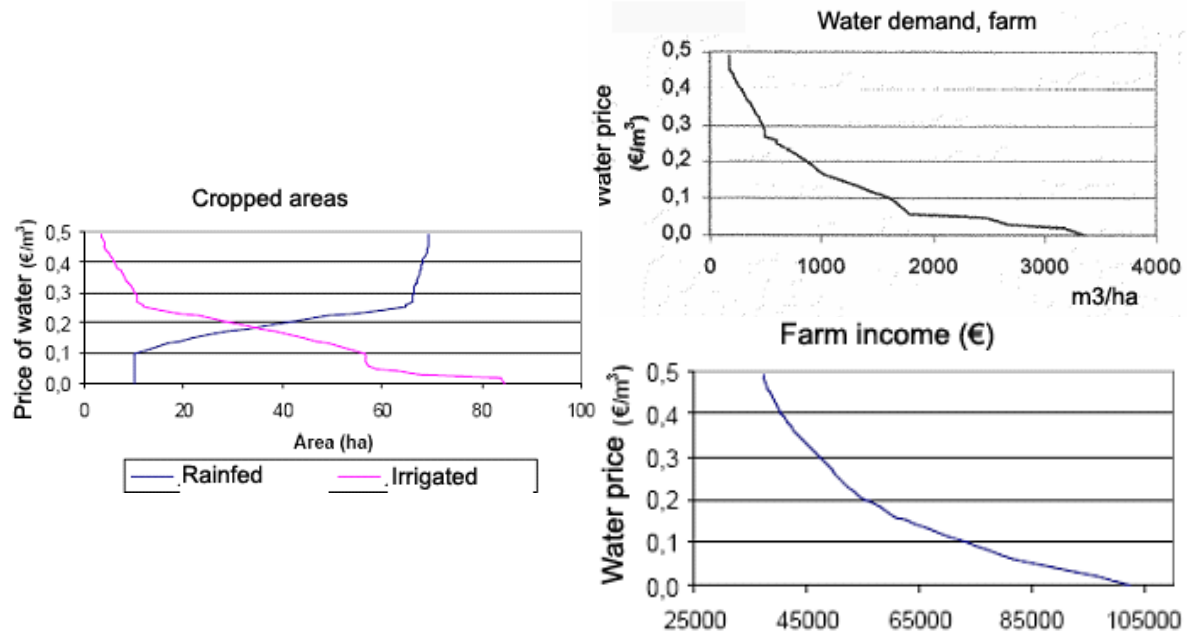 Cropped areas
Price of water (€/m³)
0,5
0,4
0,3
0,2
0,1
0,0
0 20 40 60 80 100
Area (ha)
Rainfed Irrigated
Water demand, farm
Water price
(€/m³)
0,5
0,4
0,3
0,2
0,1
0,0
0 1000 2000 3000 4000
m3/ha
Farm income (€)
Water price (€/m³)
0,5
0,4
0,3
0,2
0,1
0,0
25000 45000 65000 85000 105000